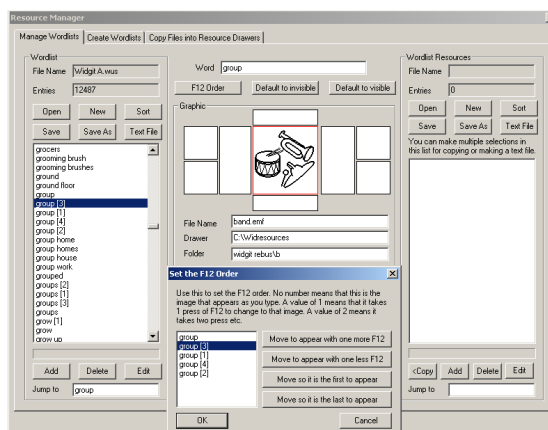 Resource Manager
Manage Wordlists
Create Wordlists
Copy Files into Resource Drawers
Wordlist
File Name
Widgit A.wus
Entries
12487
Open
New
Sort
Save
Save As
Text File
grocers
grooming brush
grooming brushes
ground
ground floor
group
group [3]
group [1]
group [4]
group [2]
group home
group homes
group house
group work
grouped
groups [2]
groups [1]
groups [3]
groups
grow [1]
grow
grow up
Add
Delete
Edit
Jump to
group
Word
group
F12 Order
Default to invisible
Default to visible
Graphic
File Name
band.emf
Drawer
C:\Widresources
Folder
widgit rebus\b
Set the F12 Order
Use this to set the F12 order. No number means that this is the
image that appears as you type. A value of 1 means that it takes
1 press of F12 to change to that image. A value of 2 means it
takes two press etc.
group
group [3]
group [1]
group [4]
group [2]
Move to appear with one more F12
Move to appear with one less F12
Move so it is the first to appear
Move so it is the last to appear
OK
Cancel
Wordlist Resources
File Name
Entries
0
Open
New
Sort
Save
Save As
Text File
You can make multiple selections in
this list for copying or making a text file
<Copy
Add
Delete
Edit
Jump to